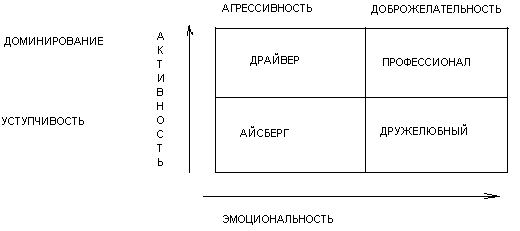 АГРЕССИВНОСТЬ ДОБРОЖЕЛАТЕЛЬНОСТЬ
ДОМИНИРОВАНИЕ
АКТИВНОСТЬ
ДРАЙВЕР ПРОФЕССИОНАЛ
УСТУПЧИВОСТЬ
АЙСБЕРГ ДРУЖЕЛЮБНЫЙ
ЭМОЦИОНАЛЬНОСТЬ